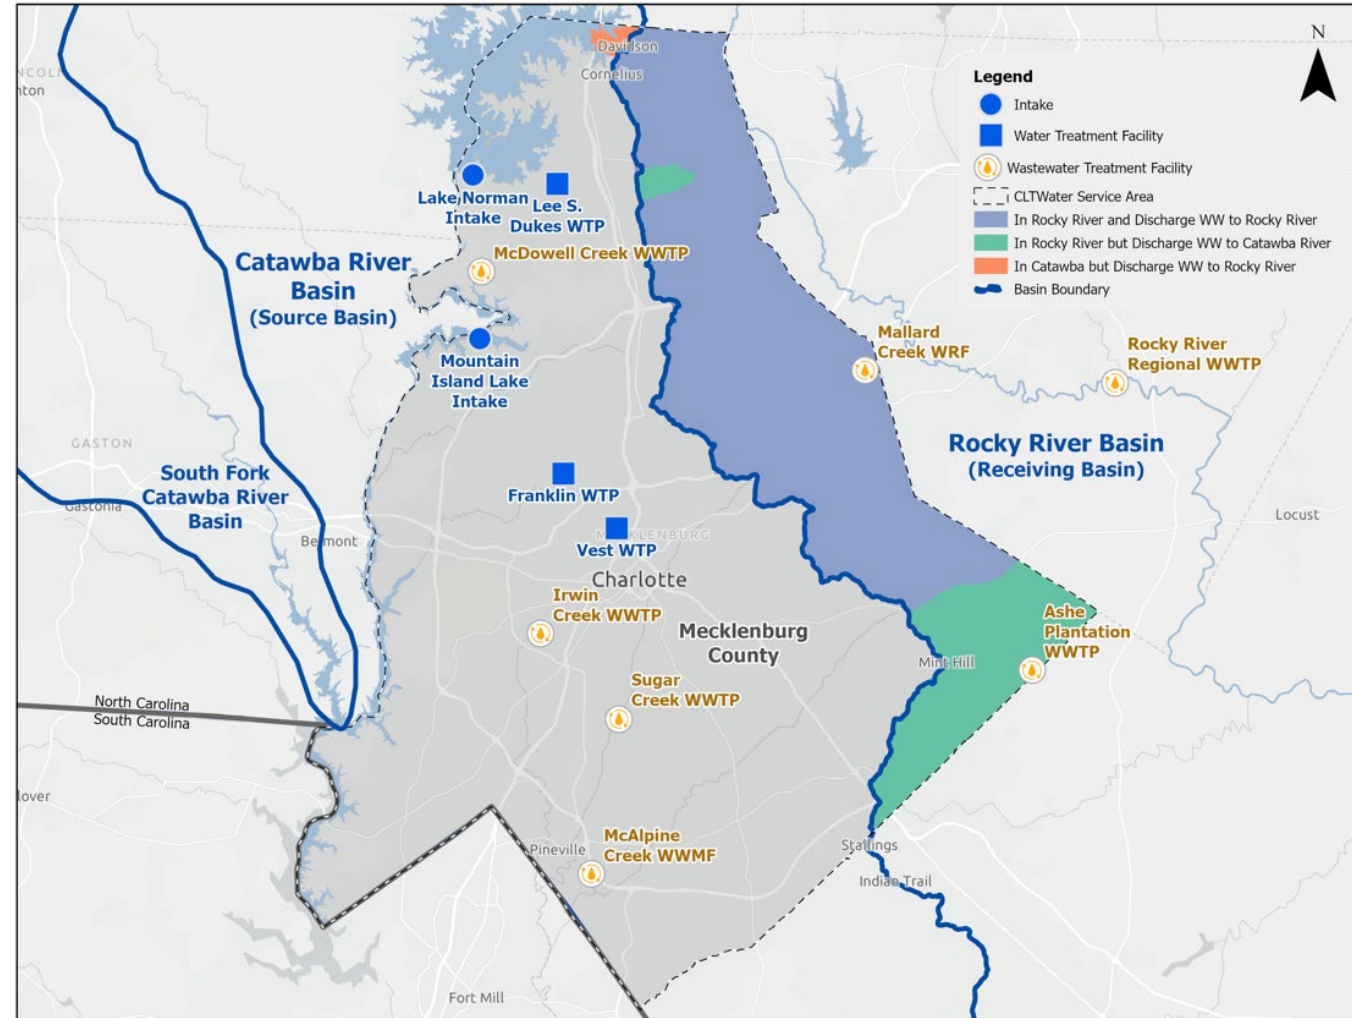 N
Legend
Intake
Water Treatment Facility
Wastewater Treatment Facility
CLTWater Service Area
In Rocky River and Discharge WW to Rocky River
In Rocky River but Discharge WW to Catawba River
In Catawba but Discharge WW to Rocky River
Basin Boundary
Davidson
Cornelius
Lake Norman
Intake
Lee S.
Dukes WTP
McDowell Creek WWTP
Catawba River
Basin
(Source Basin)
Mountain
Island Lake
Intake
Mallard
Creek WRF
Rocky River
Regional WWTP
Rocky River Basin
(Receiving Basin)
GASTON
South Fork
Catawba River
Basin
Gastonia
Belmont
Franklin WTP
MECKLENBURG
Vest WTP
Locust
Charlotte
Irwin
Creek WWTP
Mecklenburg
County
Ashe
Plantation
WWTP
Mint Hill
Sugar
Creek WWTP
North Carolina
South Carolina
lover
McAlpine
Creek WWMF
Pineville
Stallings
Indian Trail
Fort Mill